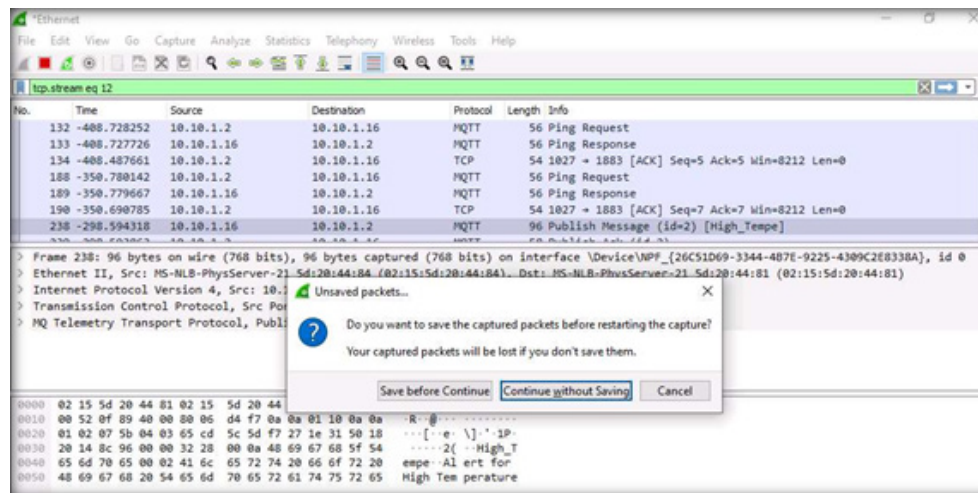 *Ethernet
File Edit View Go Capture Analyze Statistics Telephony Wireless Tools Help
tcp.stream eq 12
No. Time Source Destination Protocol Length Info
132 -408.728252 10.10.1.2 10.10.1.16 MQTT 56 Ping Request
133 -408.727726 10.10.1.16 10.10.1.2 MQTT 56 Ping Response
134 -408.487661 10.10.1.2 10.10.1.16 TCP 54 1027 → 1883 [ACK] Seq=5 Ack=5 Win=8212 Len=0
188 -350.780142 10.10.1.2 10.10.1.16 MQTT 56 Ping Request
189 -350.779667 10.10.1.16 10.10.1.2 MQTT 56 Ping Response
190 -350.690785 10.10.1.2 10.10.1.16 TCP 54 1027 → 1883 [ACK] Seq=7 Ack=7 Win=8212 Len=0
238 -298.594318 10.10.1.16 10.10.1.2 MQTT 96 Publish Message (id=2) [High_Tempe]
> Frame 238: 96 bytes on wire (768 bits), 96 bytes captured (768 bits) on interface \Device\NPF_{26C51D69-3344-487E-9225-4309C2E8338A}, id 0
> Ethernet II, Src: MS-NLB-PhysServer-21_5d:20:44:84 (02:15:5d:20:44:84), Dst: MS-NLB-PhysServer-21_5d:20:44:81 (02:15:5d:20:44:81)
> Internet Protocol Version 4, Src: 10.
> Transmission Control Protocol, Src Por
> MQ Telemetry Transport Protocol, Publi
Unsaved packets...
Do you want to save the captured packets before restarting the capture?
Your captured packets will be lost if you don't save them.
Save before Continue Continue without Saving Cancel
0000 02 15 5d 20 44 81 02 15 5d 20 44
0010 00 52 0f 89 40 00 80 06 d4 f7 0a 0a 01 10 0a 0a ·R··@··· ········
0020 01 02 07 5b 04 03 65 cd 5c 5d f7 27 1e 31 50 18 ···[··e· \]·'·1P·
0030 20 14 8c 96 00 00 32 28 00 0a 48 69 67 68 5f 54 ·····2( ··High_T
0040 65 6d 70 65 00 02 41 6c 65 72 74 20 66 6f 72 20 empe··Al ert for
0050 48 69 67 68 20 54 65 6d 70 65 72 61 74 75 72 65 High Tem perature